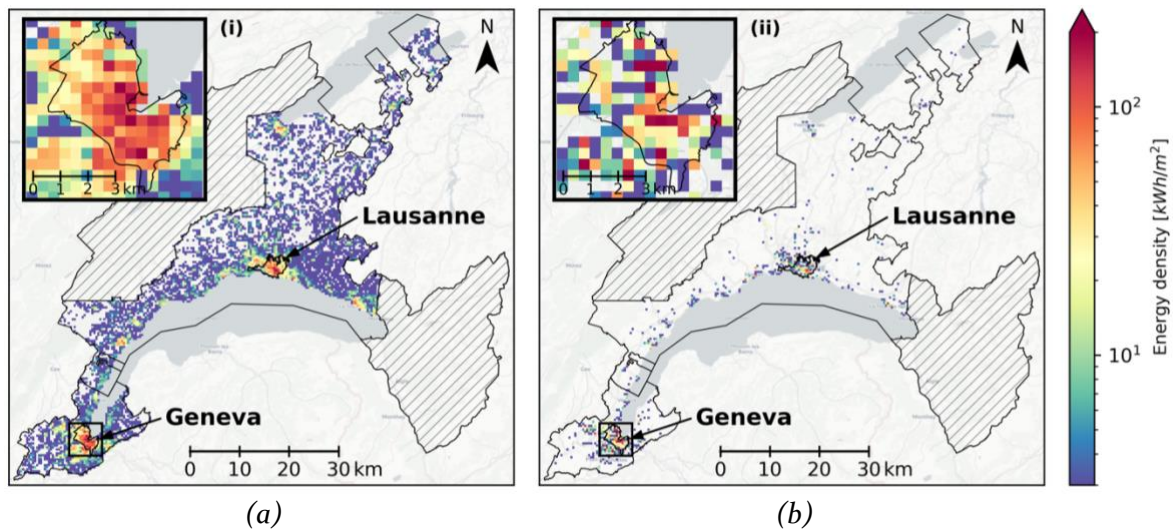 (i)
N
0 1 2 3 km
Lausanne
Geneva
0 10 20 30 km
(a)
(ii)
N
0 1 2 3 km
Lausanne
Geneva
0 10 20 30 km
(b)
10²
10¹
Energy density [kWh/m²]